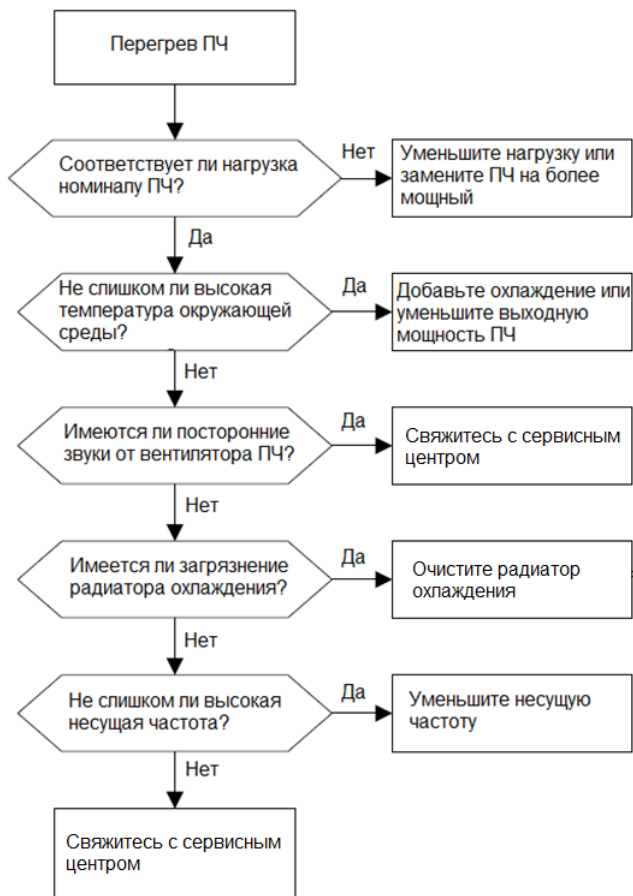 Перегрев ПЧ
Соответствует ли нагрузка
номиналу ПЧ?
Нет
Уменьшите нагрузку или
замените ПЧ на более
мощный
Да
Не слишком ли высокая
температура окружающей
среды?
Да
Добавьте охлаждение или
уменьшите выходную
мощность ПЧ
Нет
Имеются ли посторонние
звуки от вентилятора ПЧ?
Да
Свяжитесь с сервисным
центром
Нет
Имеется ли загрязнение
радиатора охлаждения?
Да
Очистите радиатор
охлаждения
Нет
Не слишком ли высокая
несущая частота?
Да
Уменьшите несущую
частоту
Нет
Свяжитесь с сервисным
центром